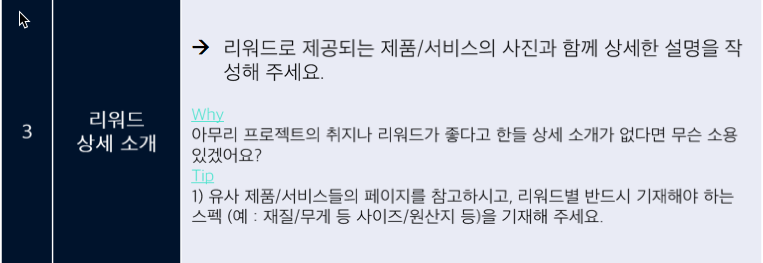 3
리워드
상세 소개
→ 리워드로 제공되는 제품/서비스의 사진과 함께 상세한 설명을 작
성해 주세요.
Why
아무리 프로젝트의 취지나 리워드가 좋다고 한들 상세 소개가 없다면 무슨 소용
있겠어요?
Tip
1) 유사 제품/서비스들의 페이지를 참고하시고, 리워드별 반드시 기재해야 하는
스펙 (예 : 재질/무게 등 사이즈/원산지 등)을 기재해 주세요.